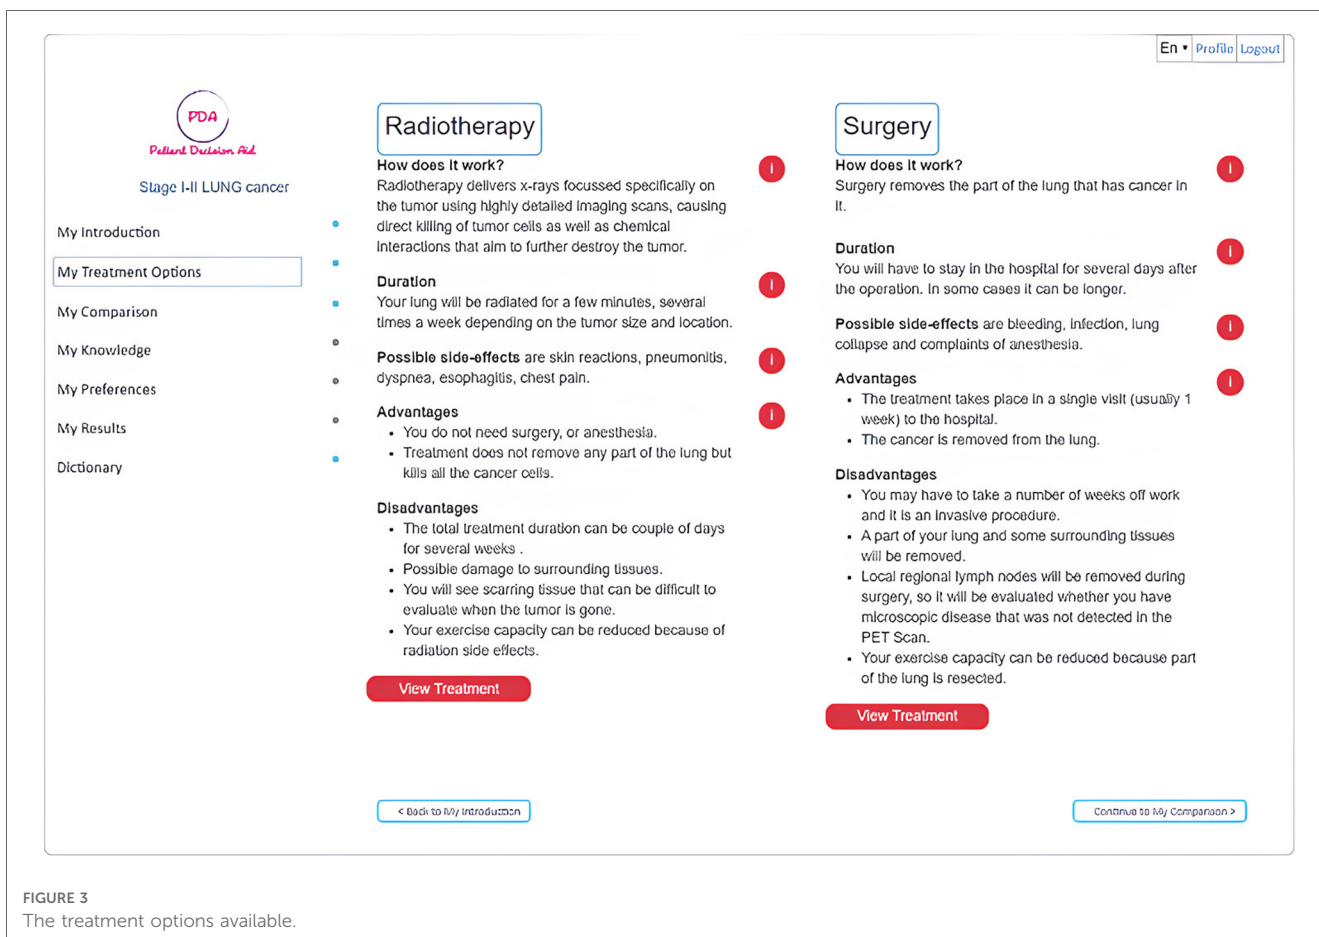 En ▾ Profile Logout
PDA
Patient Decision Aid
Stage I-II LUNG cancer
My Introduction
My Treatment Options
My Comparison
My Knowledge
My Preferences
My Results
Dictionary
Radiotherapy
How does it work?
i
Radiotherapy delivers x-rays focussed specifically on
the tumor using highly detailed imaging scans, causing
direct killing of tumor cells as well as chemical
interactions that aim to further destroy the tumor.
Duration
i
Your lung will be radiated for a few minutes, several
times a week depending on the tumor size and location.
Possible side-effects are skin reactions, pneumonitis,
i
dyspnea, esophagitis, chest pain.
Advantages
i
• You do not need surgery, or anesthesia.
• Treatment does not remove any part of the lung but
kills all the cancer cells.
Disadvantages
• The total treatment duration can be couple of days
for several weeks .
• Possible damage to surrounding tissues.
• You will see scarring tissue that can be difficult to
evaluate when the tumor is gone.
• Your exercise capacity can be reduced because of
radiation side effects.
View Treatment
Surgery
How does it work?
i
Surgery removes the part of the lung that has cancer in
it.
Duration
i
You will have to stay in the hospital for several days after
the operation. In some cases it can be longer.
Possible side-effects are bleeding, infection, lung
i
collapse and complaints of anesthesia.
Advantages
i
• The treatment takes place in a single visit (usually 1
week) to the hospital.
• The cancer is removed from the lung.
Disadvantages
• You may have to take a number of weeks off work
and it is an invasive procedure.
• A part of your lung and some surrounding tissues
will be removed.
• Local regional lymph nodes will be removed during
surgery, so it will be evaluated whether you have
microscopic disease that was not detected in the
PET Scan.
• Your exercise capacity can be reduced because part
of the lung is resected.
View Treatment
< Back to My Introduction
Continue to My Comparison >
FIGURE 3
The treatment options available.